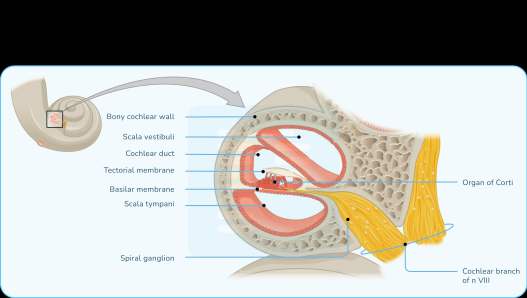 Bony cochlear wall
Scala vestibuli
Cochlear duct
Tectorial membrane
Basilar membrane
Scala tympani
Spiral ganglion
Organ of Corti
Cochlear branch
of n VIII